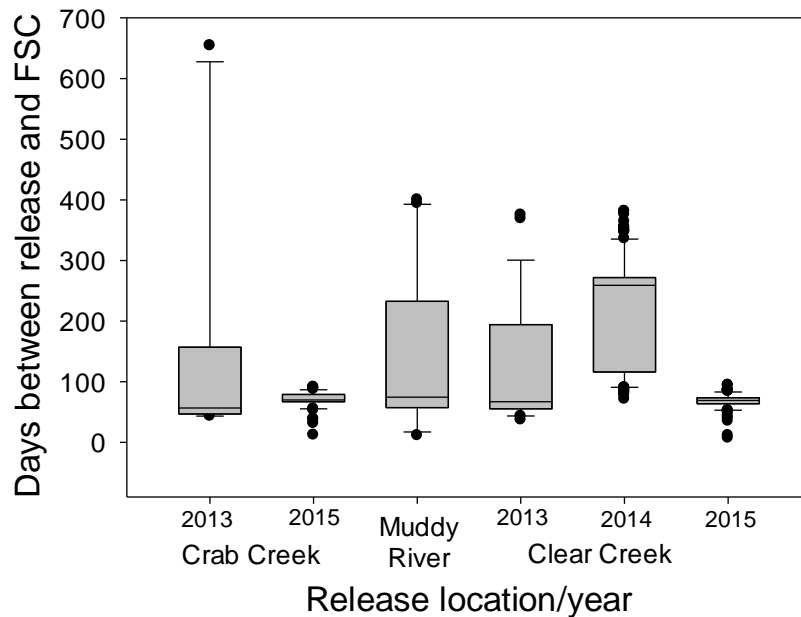 Days between release and FSC
700
600
500
400
300
200
100
0
2013 2015 Muddy River 2013 2014 2015
Crab Creek Clear Creek
Release location/year